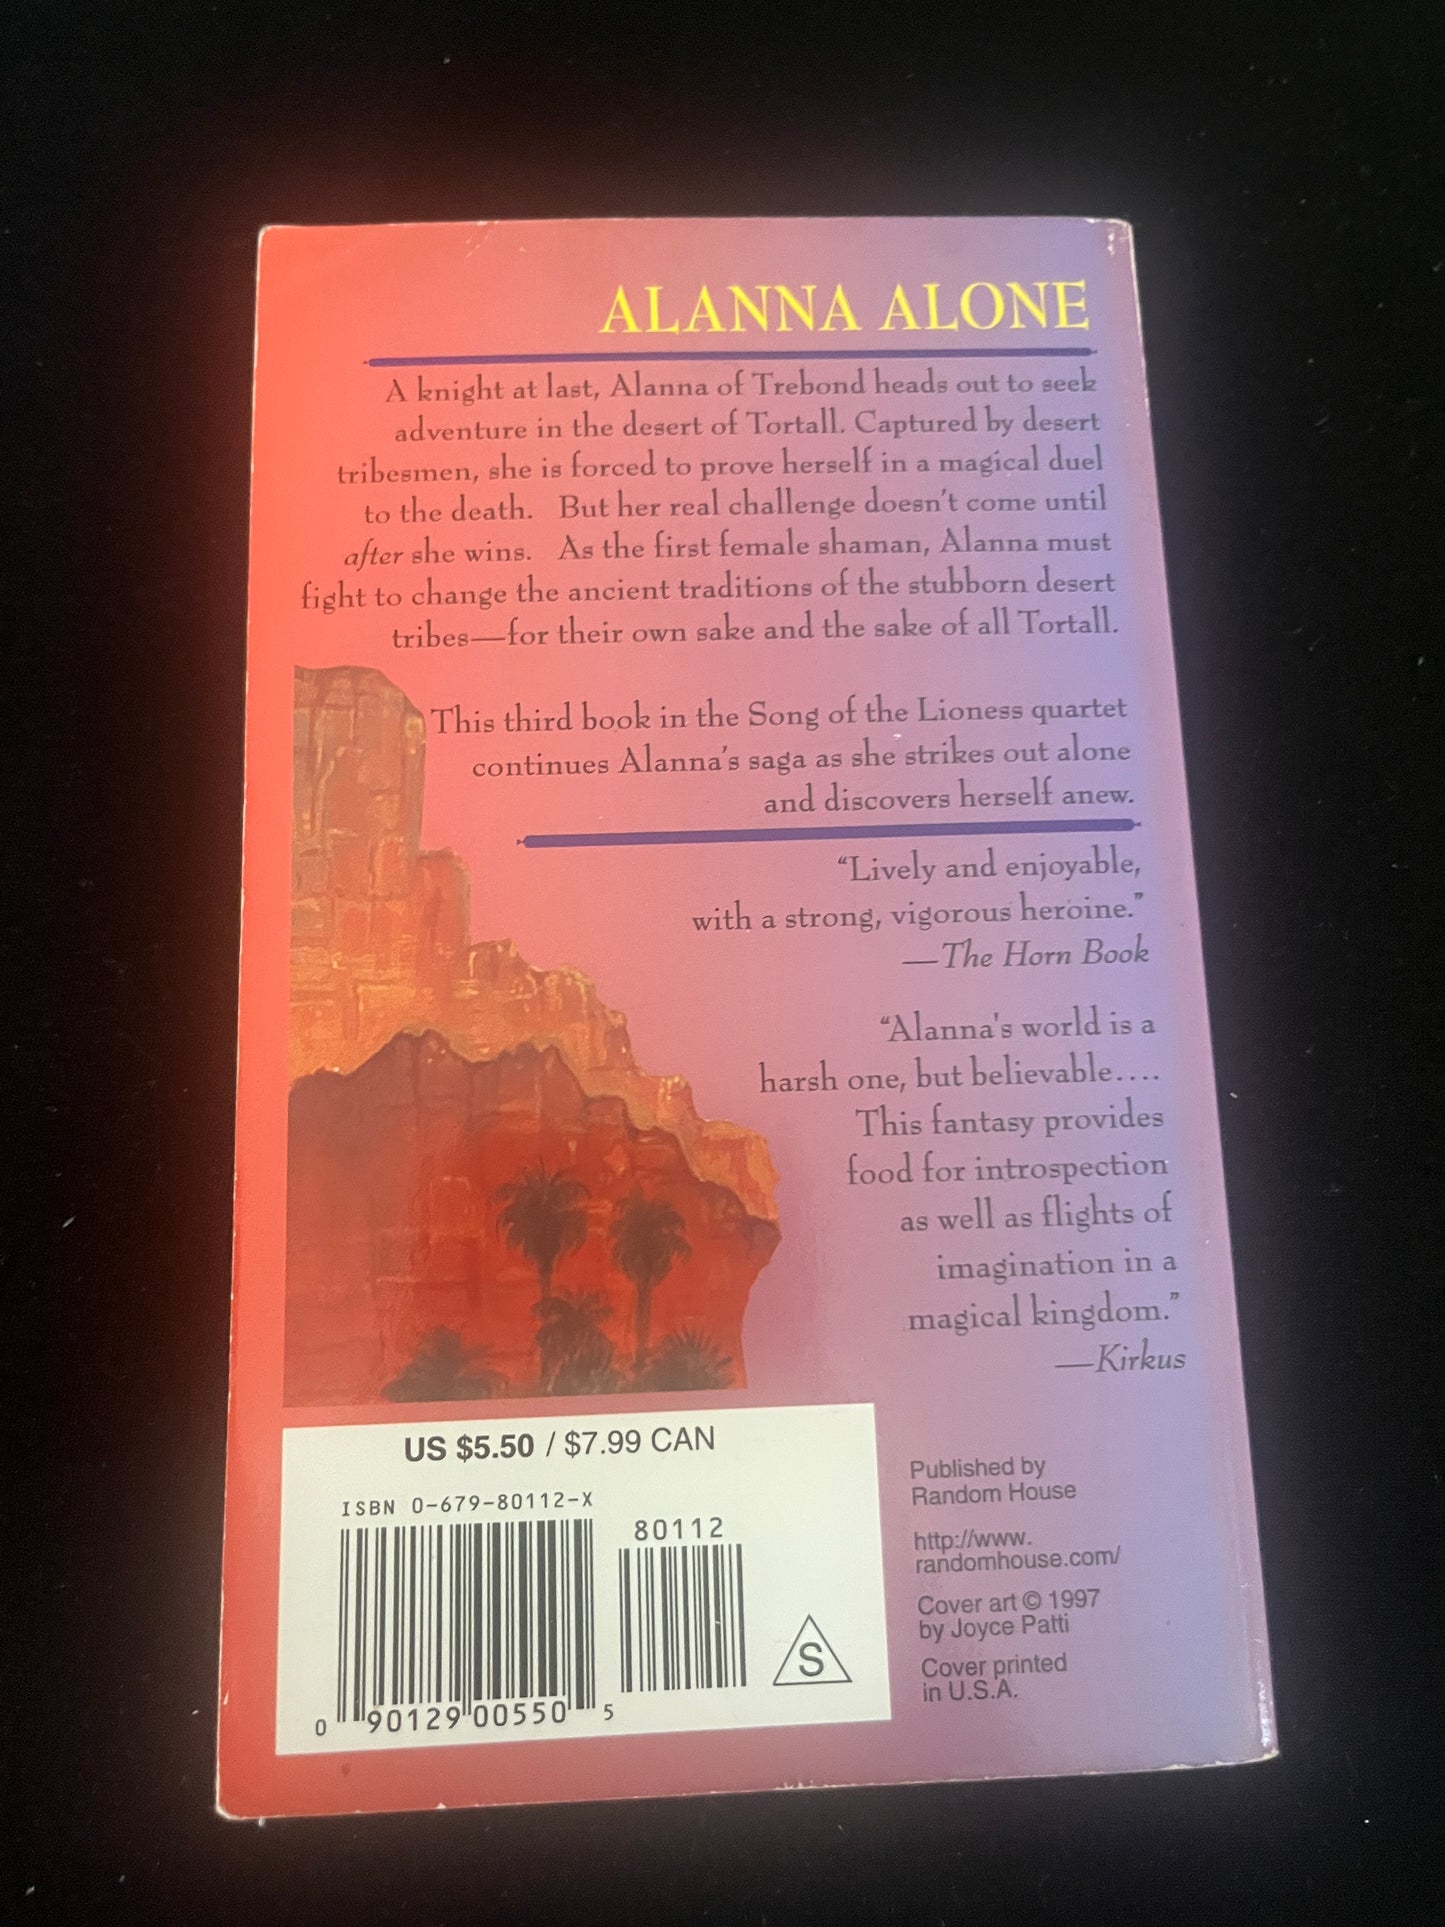 ALANNA ALONE
A knight at last, Alanna of Trebond heads out to seek
adventure in the desert of Tortall. Captured by desert
tribesmen, she is forced to prove herself in a magical duel
to the death. But her real challenge doesn't come until
after she wins. As the first female shaman, Alanna must
fight to change the ancient traditions of the stubborn desert
tribes—for their own sake and the sake of all Tortall.
This third book in the Song of the Lioness quartet
continues Alanna's saga as she strikes out alone
and discovers herself anew.
“Lively and enjoyable,
with a strong, vigorous heroine.”
—The Horn Book
“Alanna's world is a
harsh one, but believable....
This fantasy provides
food for introspection
as well as flights of
imagination in a
magical kingdom.”
—Kirkus
US $5.50 / $7.99 CAN
ISBN 0-679-80112-X
80112
0 90129 00550 5
S
Published by
Random House
http://www.
randomhouse.com/
Cover art © 1997
by Joyce Patti
Cover printed
in U.S.A.